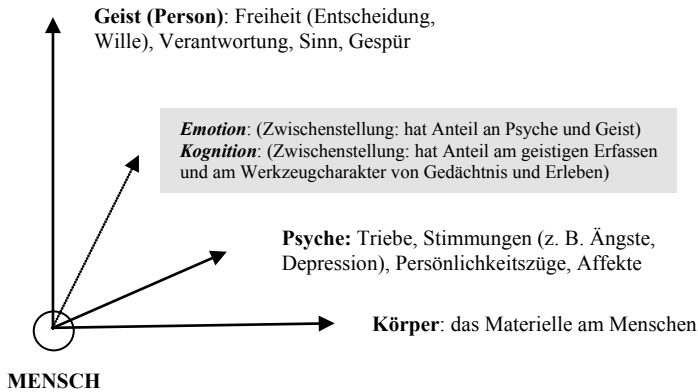 Geist (Person): Freiheit (Entscheidung,
Wille), Verantwortung, Sinn, Gespür
Emotion: (Zwischenstellung: hat Anteil an Psyche und Geist)
Kognition: (Zwischenstellung: hat Anteil am geistigen Erfassen
und am Werkzeugcharakter von Gedächtnis und Erleben)
Psyche: Triebe, Stimmungen (z. B. Ängste,
Depression), Persönlichkeitszüge, Affekte
Körper: das Materielle am Menschen
MENSCH